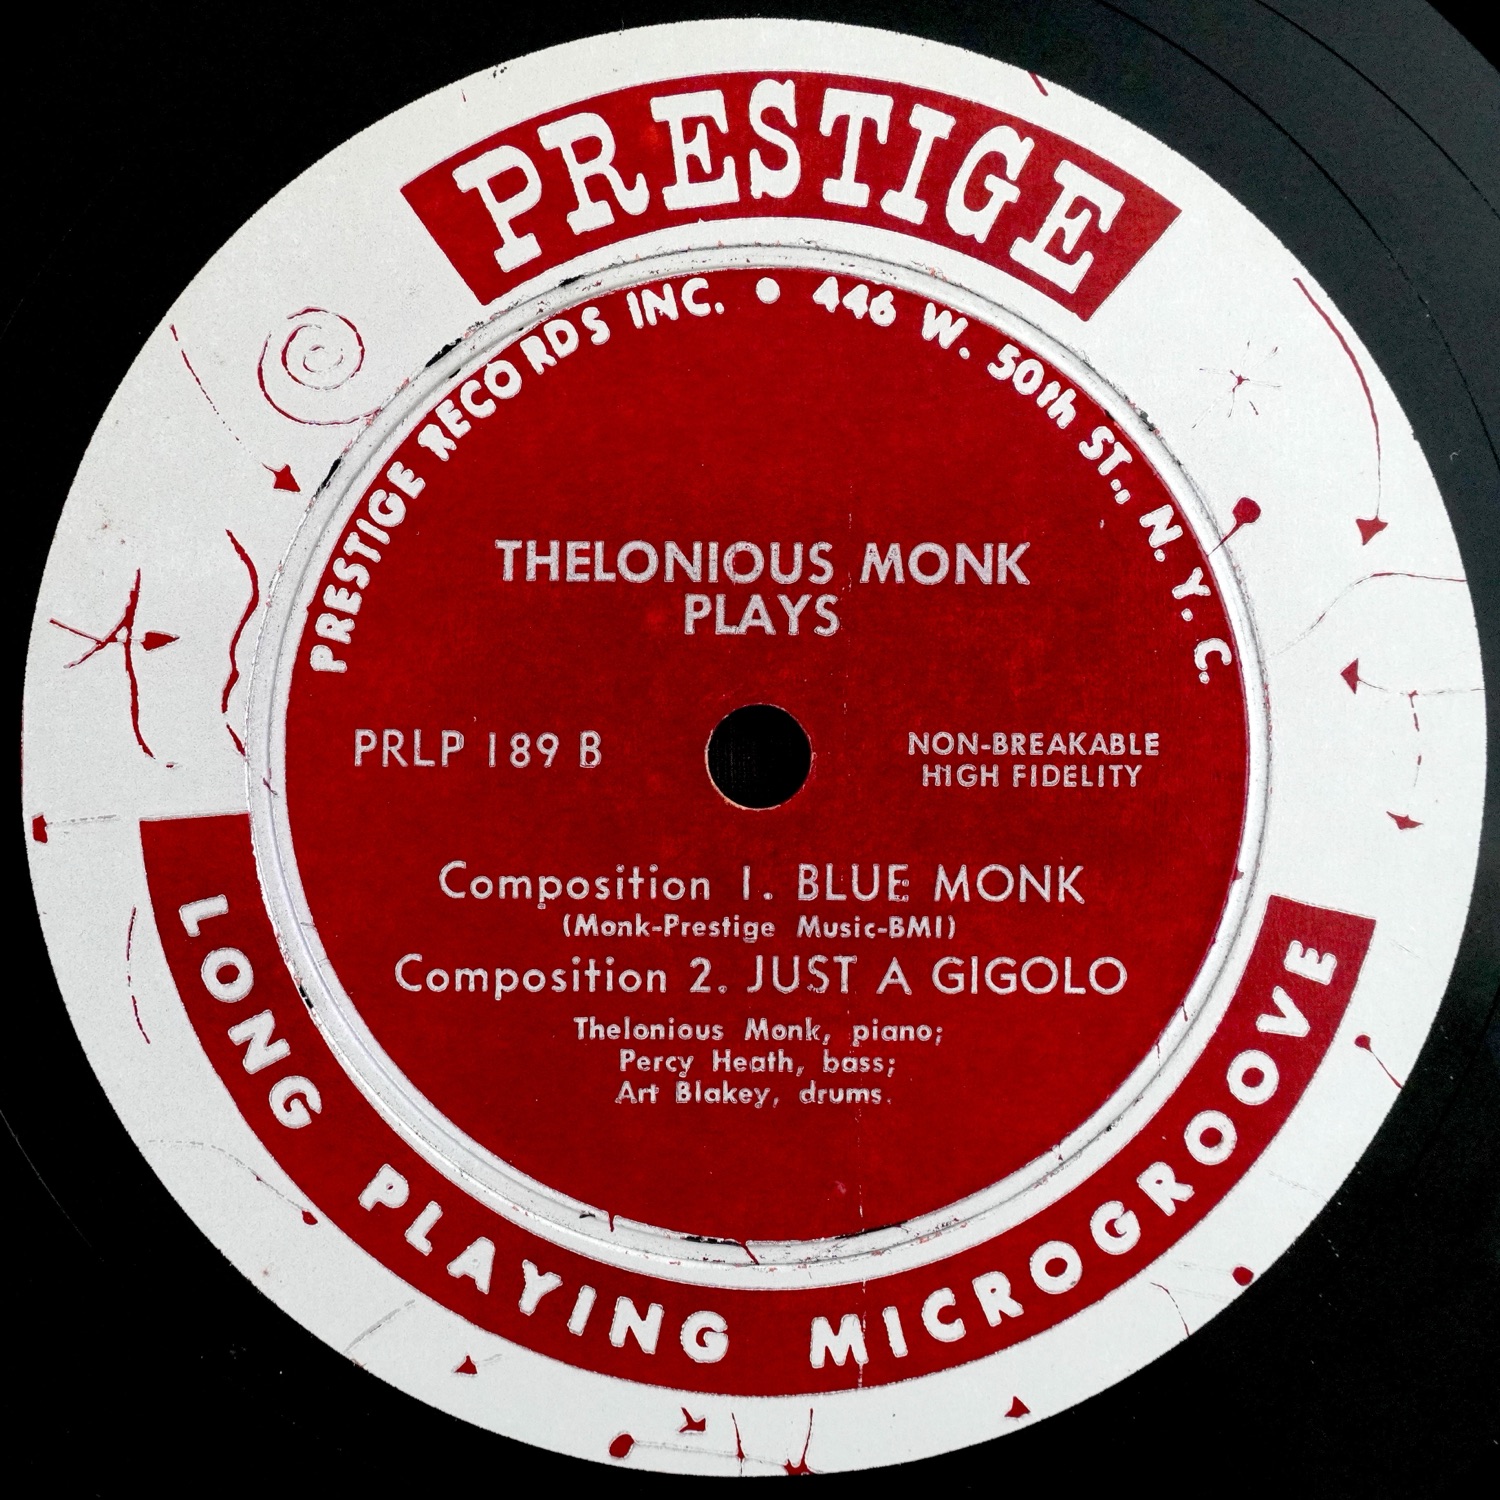 PRESTIGE
PRESTIGE RECORDS INC. • 446 W. 50th ST., N.Y.C.
THELONIOUS MONK
PLAYS
PRLP 189 B
NON-BREAKABLE
HIGH FIDELITY
Composition 1. BLUE MONK
(Monk-Prestige Music-BMI)
Composition 2. JUST A GIGOLO
Thelonious Monk, piano;
Percy Heath, bass;
Art Blakey, drums.
LONG PLAYING MICROGROOVE